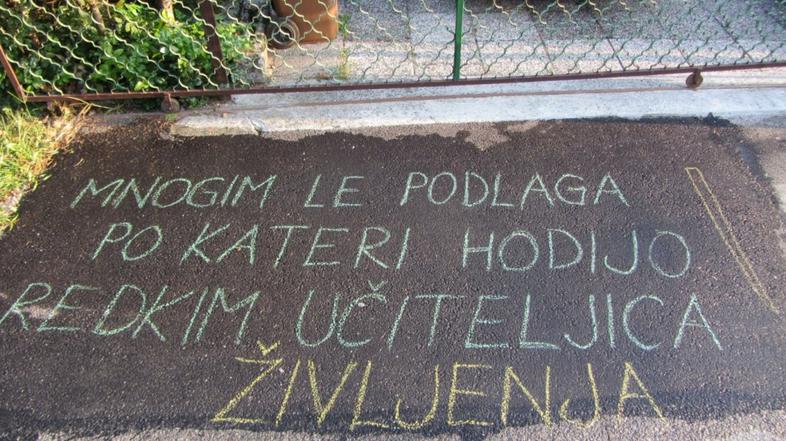 MNOGIM LE PODLAGA
PO KATERI HODIJO
REDKIM UČITELJICA
ŽIVLJENJA